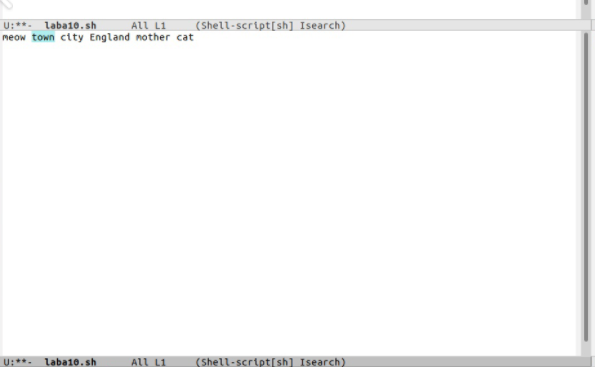 U:**-  laba10.sh      All L1     (Shell-script[sh] Isearch)
meow town city England mother cat
U:**-  laba10.sh      All L1     (Shell-script[sh] Isearch)